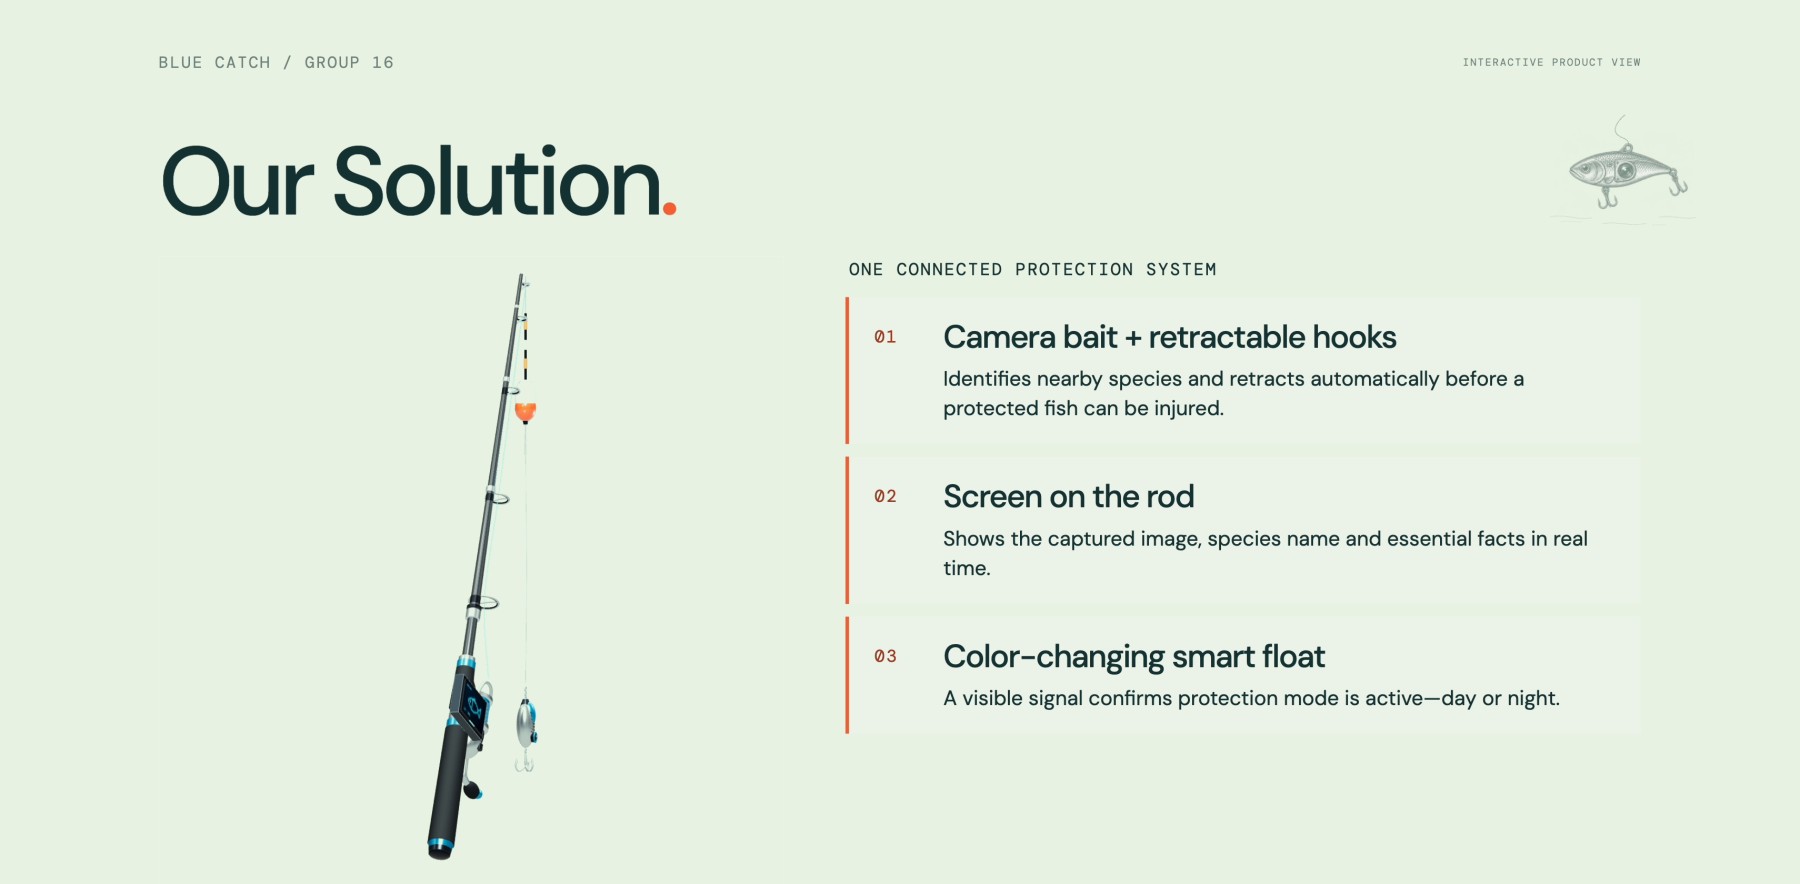 BLUE CATCH / GROUP 16
INTERACTIVE PRODUCT VIEW
Our Solution.
ONE CONNECTED PROTECTION SYSTEM
01
Camera bait + retractable hooks
Identifies nearby species and retracts automatically before a
protected fish can be injured.
02
Screen on the rod
Shows the captured image, species name and essential facts in real
time.
03
Color-changing smart float
A visible signal confirms protection mode is active—day or night.